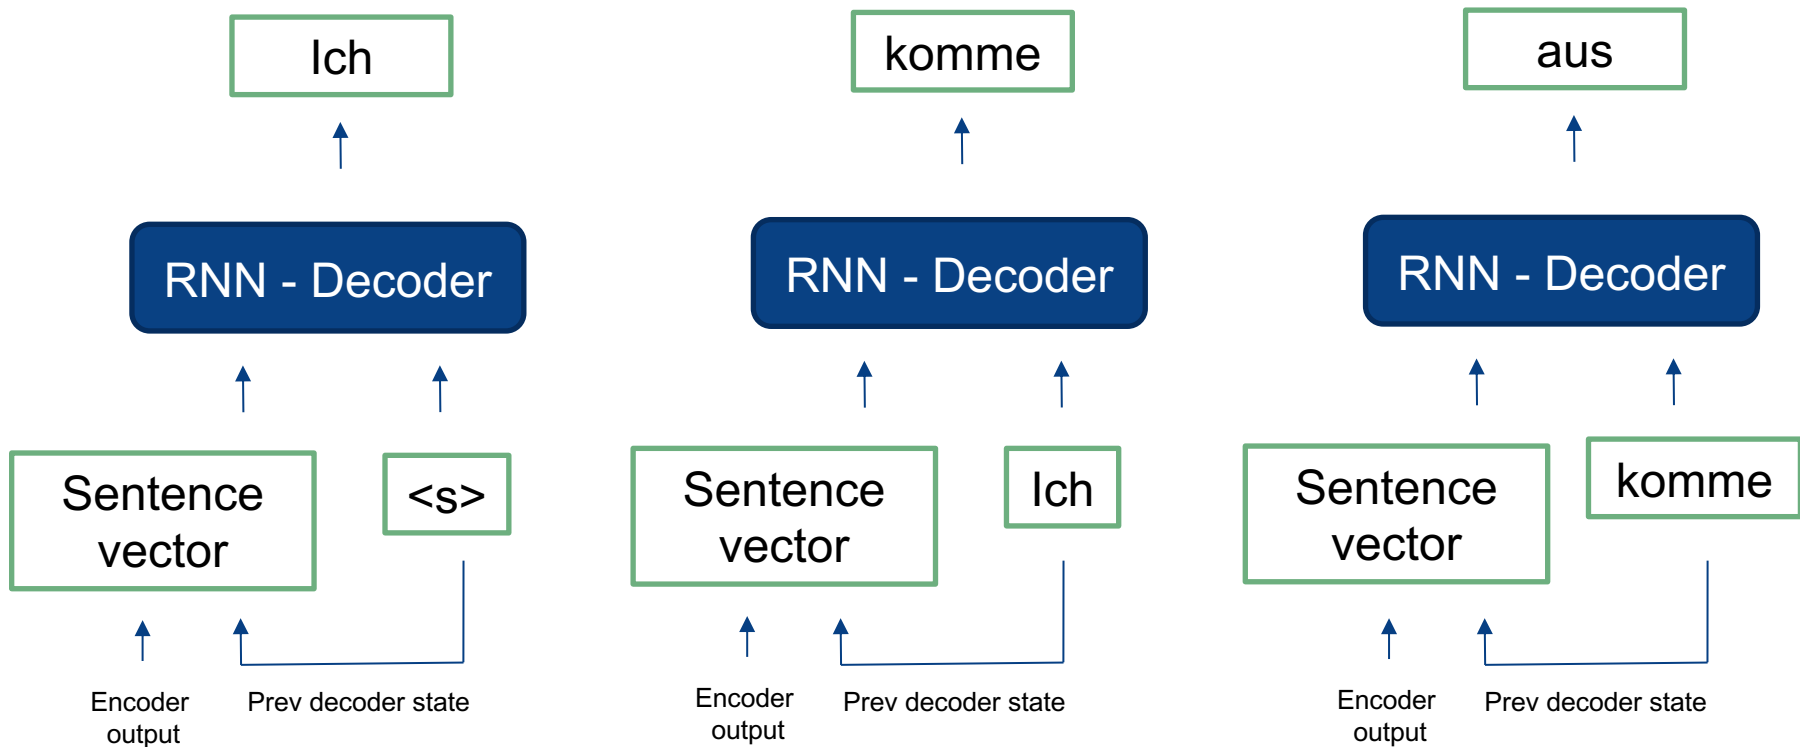 Ich
komme
aus
RNN - Decoder
RNN - Decoder
RNN - Decoder
Sentence
vector
<s>
Sentence
vector
Ich
Sentence
vector
komme
Encoder
output
Prev decoder state
Encoder
output
Prev decoder state
Encoder
output
Prev decoder state